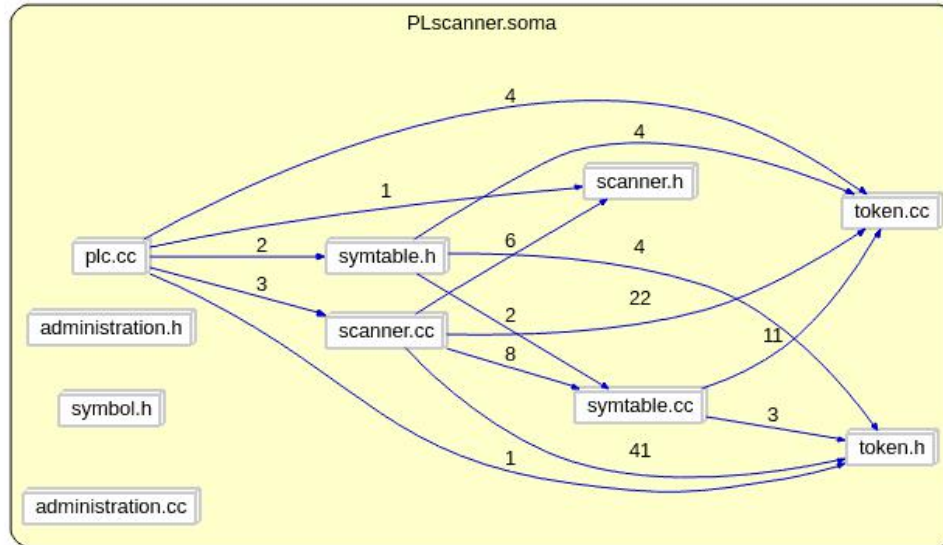 PLscanner.soma
4
4
scanner.h
1
token.cc
plc.cc
2
symtable.h
6
4
3
22
administration.h
scanner.cc
2
11
8
symbol.h
symtable.cc
3
41
token.h
1
administration.cc